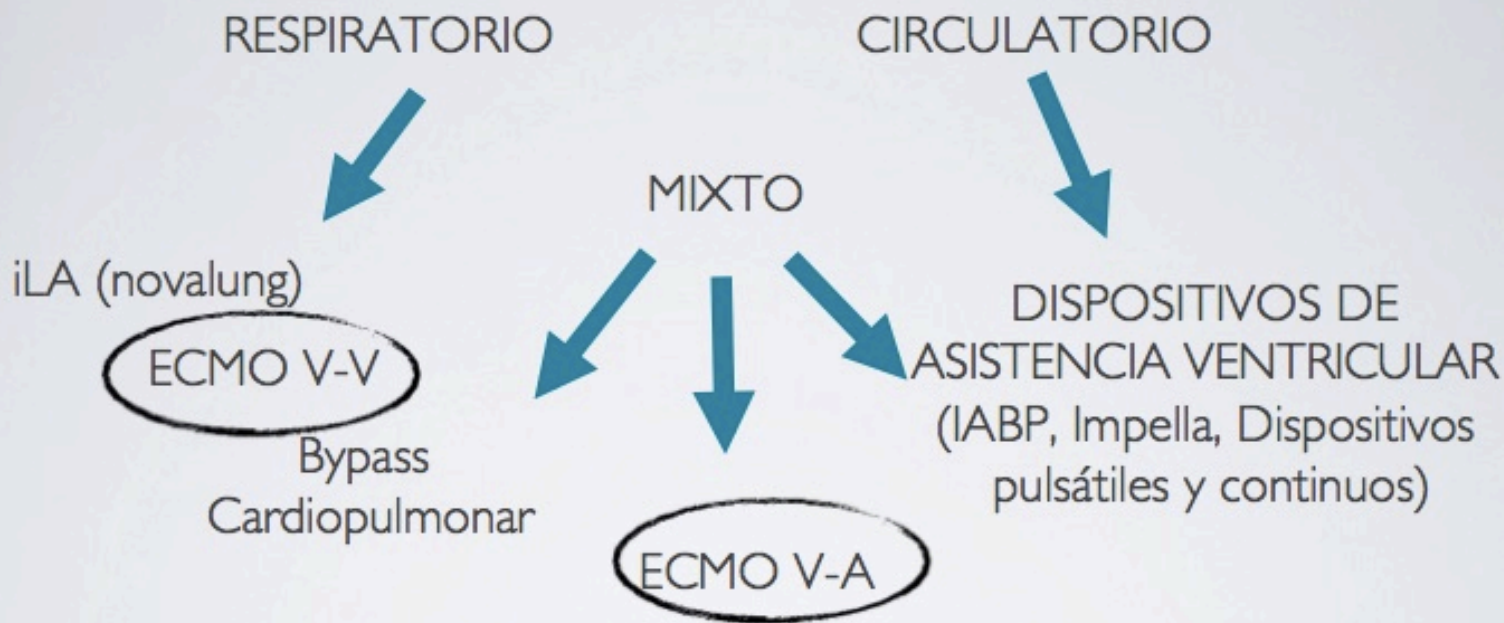 RESPIRATORIO
CIRCULATORIO
MIXTO
iLA (novalung)
ECMO V-V
Bypass
Cardiopulmonar
ECMO V-A
DISPOSITIVOS DE
ASISTENCIA VENTRICULAR
(IABP, Impella, Dispositivos
pulsátiles y continuos)